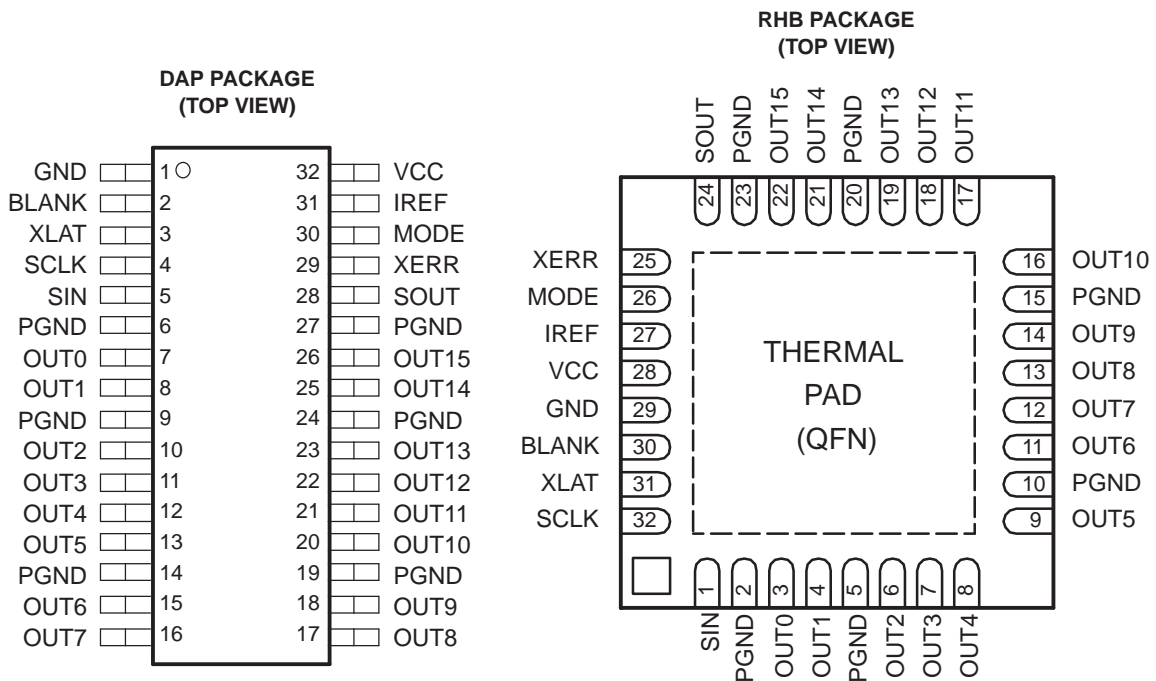 DAP PACKAGE
(TOP VIEW)
GND 1 32 VCC
BLANK 2 31 IREF
XLAT 3 30 MODE
SCLK 4 29 XERR
SIN 5 28 SOUT
PGND 6 27 PGND
OUT0 7 26 OUT15
OUT1 8 25 OUT14
PGND 9 24 PGND
OUT2 10 23 OUT13
OUT3 11 22 OUT12
OUT4 12 21 OUT11
OUT5 13 20 OUT10
PGND 14 19 PGND
OUT6 15 18 OUT9
OUT7 16 17 OUT8
RHB PACKAGE
(TOP VIEW)
SOUT PGND OUT15 OUT14 PGND OUT13 OUT12 OUT11
24 23 22 21 20 19 18 17
XERR 25 16 OUT10
MODE 26 15 PGND
IREF 27 14 OUT9
VCC 28 13 OUT8
GND 29 12 OUT7
BLANK 30 11 OUT6
XLAT 31 10 PGND
SCLK 32 9 OUT5
THERMAL
PAD
(QFN)
1 2 3 4 5 6 7 8
SIN PGND OUT0 OUT1 PGND OUT2 OUT3 OUT4